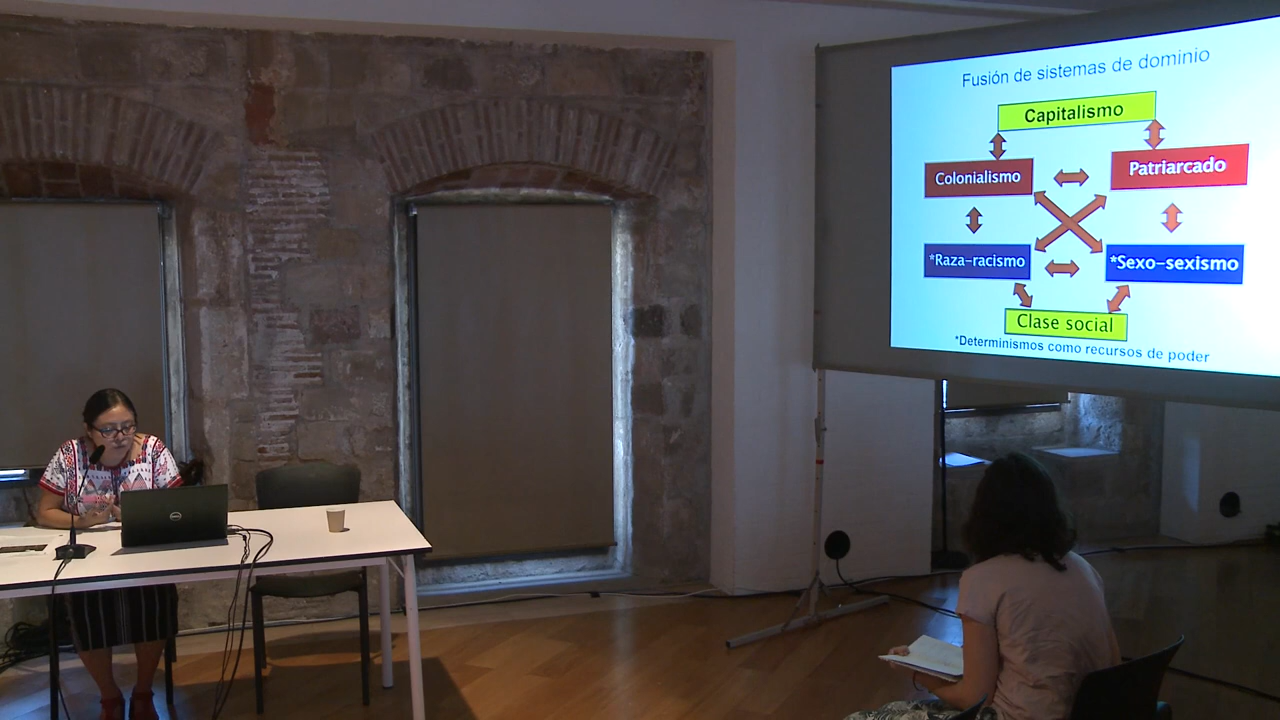 Fusión de sistemas de dominio
Capitalismo
Colonialismo
Patriarcado
*Raza-racismo
*Sexo-sexismo
Clase social
*Determinismos como recursos de poder
DELL